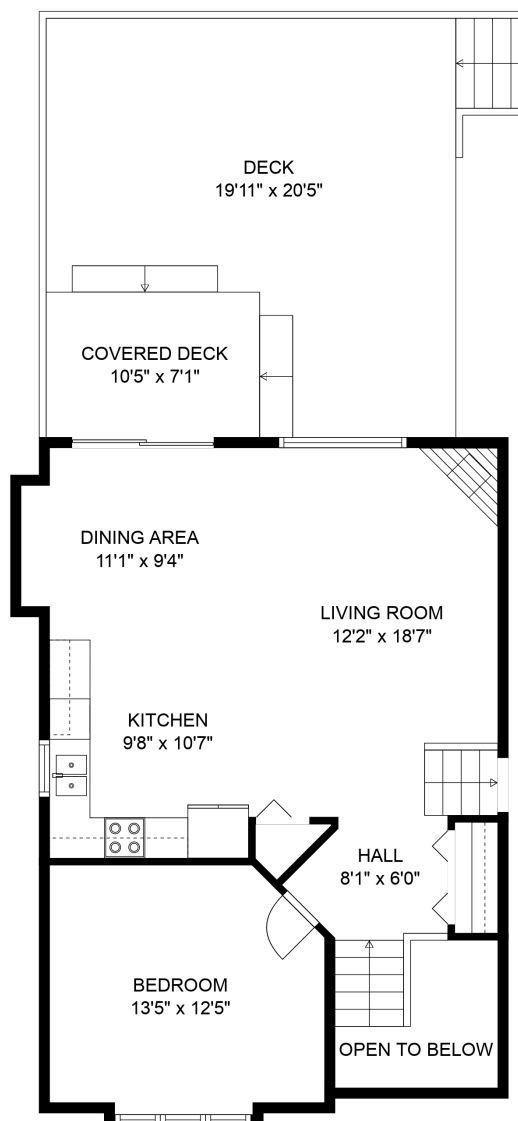 DECK
19'11" x 20'5"
COVERED DECK
10'5" x 7'1"
DINING AREA
11'1" x 9'4"
LIVING ROOM
12'2" x 18'7"
KITCHEN
9'8" x 10'7"
HALL
8'1" x 6'0"
BEDROOM
13'5" x 12'5"
OPEN TO BELOW